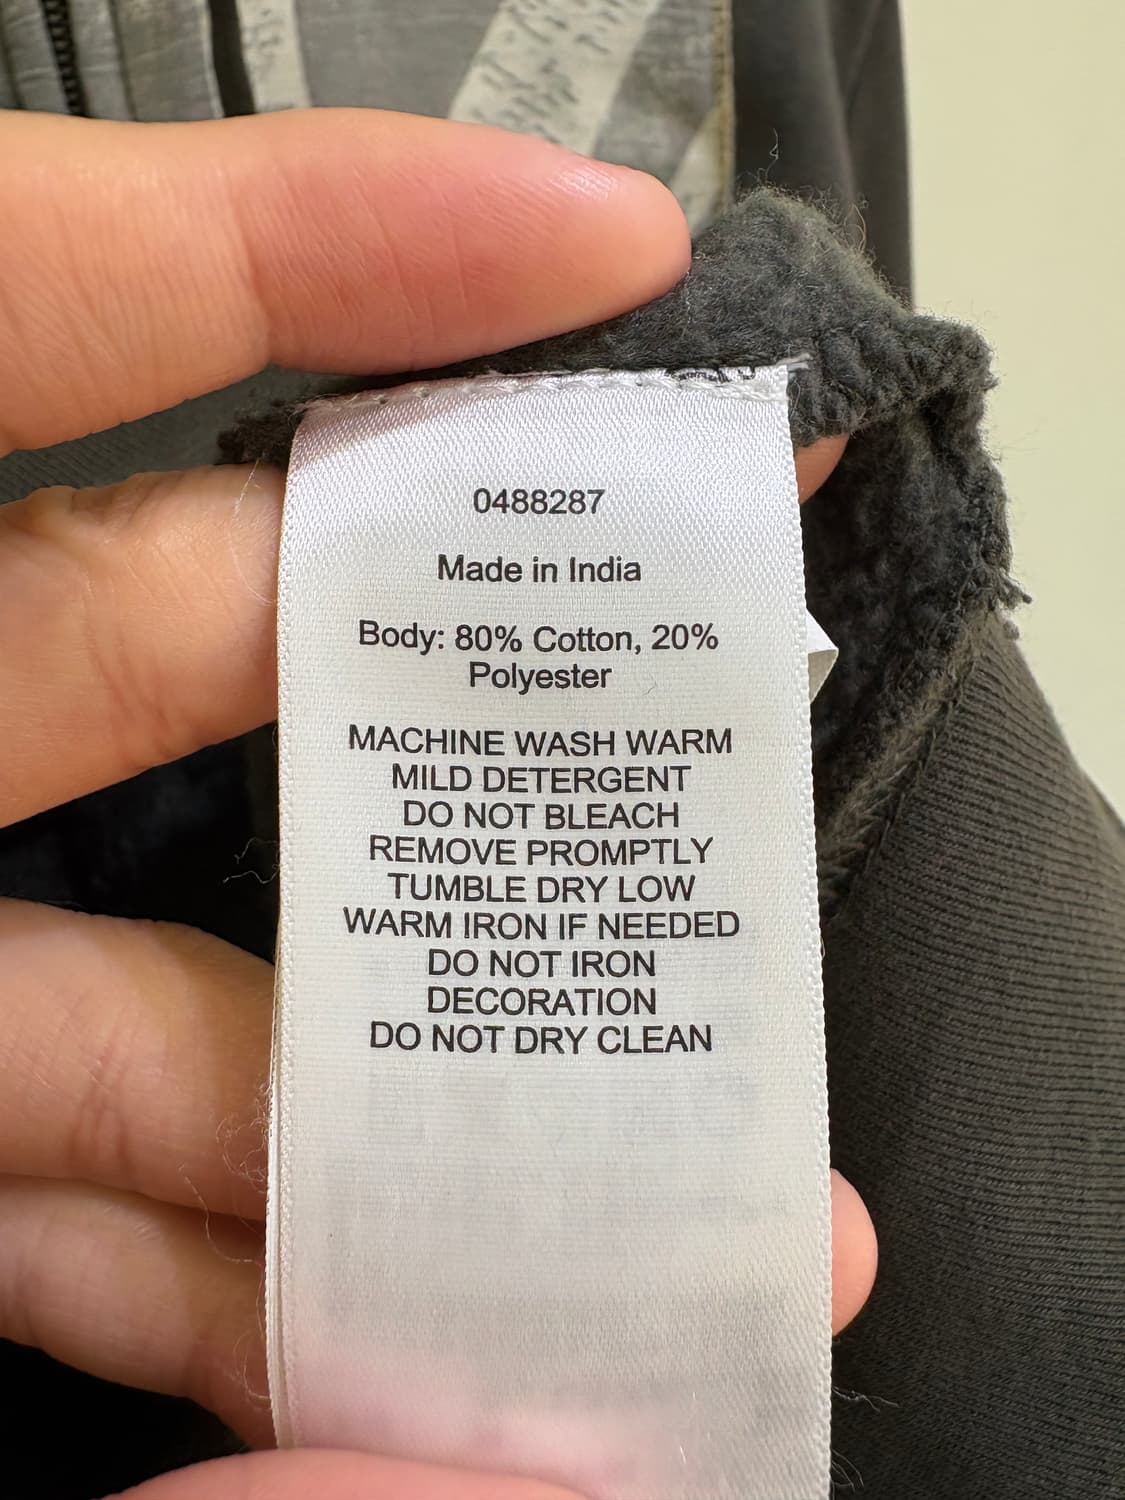 0488287
Made in India
Body: 80% Cotton, 20%
Polyester
MACHINE WASH WARM
MILD DETERGENT
DO NOT BLEACH
REMOVE PROMPTLY
TUMBLE DRY LOW
WARM IRON IF NEEDED
DO NOT IRON
DECORATION
DO NOT DRY CLEAN